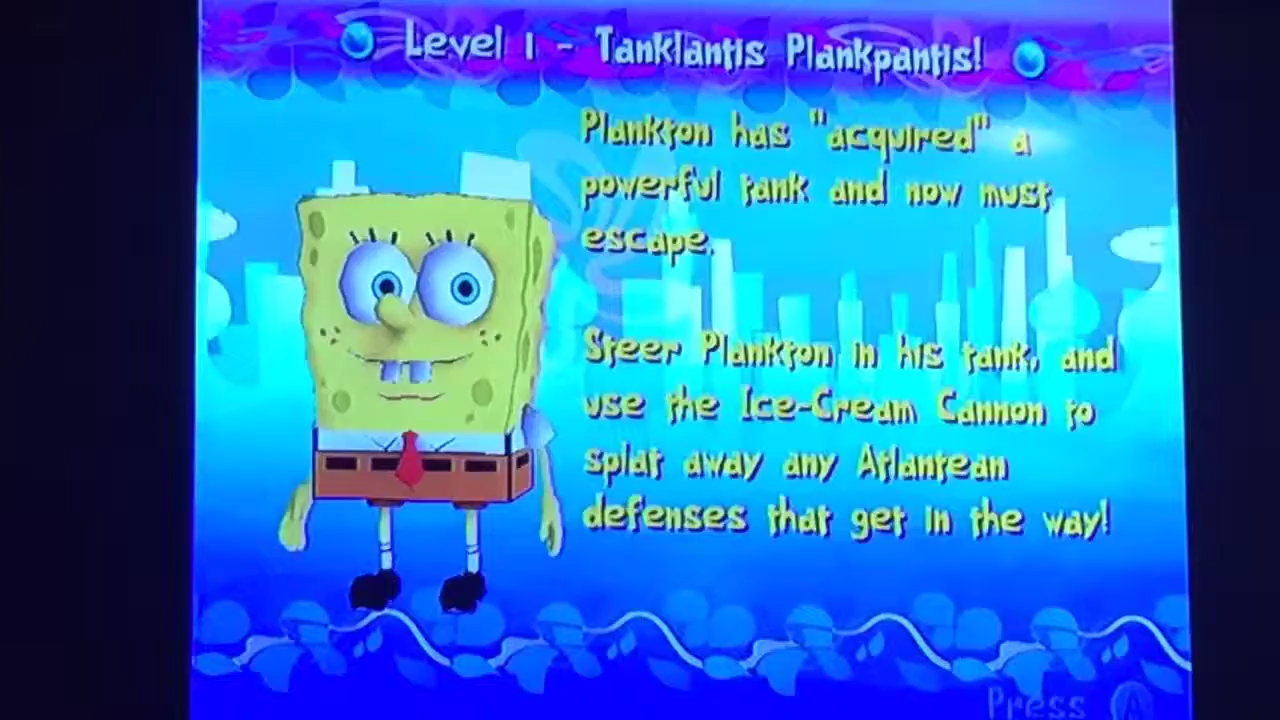 Level 1 - Tanklantis Plankpantis!
Plankton has "acquired" a
powerful tank and now must
escape.
Steer Plankton in his tank, and
use the Ice-Cream Cannon to
splat away any Atlantean
defenses that get in the way!
Press A